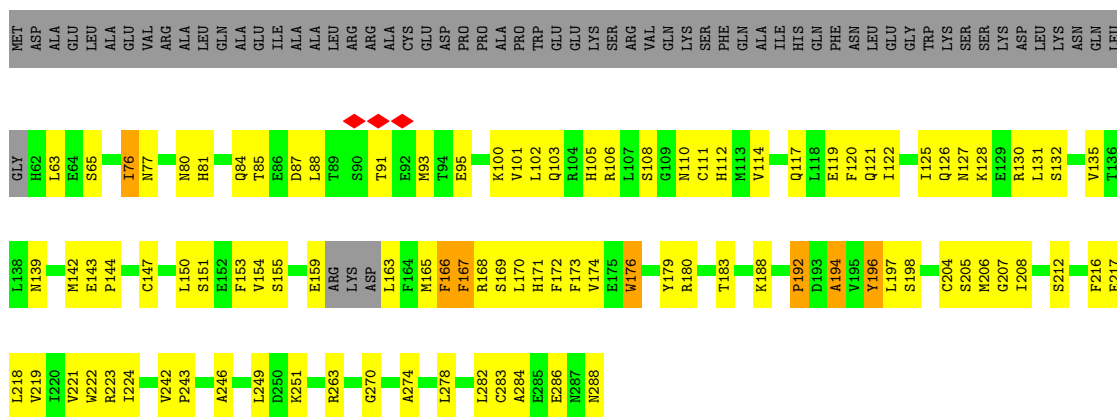 MET ASP ALA GLU LEU ALA GLU VAL ARG ALA LEU GLN ALA GLU ILE ALA ALA LEU ARG ARG ALA CYS GLU ASP PRO PRO ALA PRO TRP GLU GLU LYS SER ARG VAL GLN LYS SER PHE GLN ALA ILE HIS GLN PHE ASN LEU GLU GLY TRP LYS SER SER LYS ASP LEU LYS ASN GLN LEU
GLY H62 L63 E64 S65 I76 N77 N80 H81 Q84 T85 E86 D87 L88 T89 S90 T91 E92 M93 T94 E95 K100 V101 L102 Q103 R104 H105 R106 L107 S108 G109 N110 C111 H112 M113 V114 Q117 L118 E119 F120 Q121 I122 I125 Q126 N127 K128 E129 R130 L131 S132 V135 T136
L138 N139 M142 E143 P144 C147 L150 S151 E152 F153 V154 S155 E159 ARG LYS ASP L163 F164 M165 F166 F167 R168 S169 L170 H171 F172 F173 V174 E175 W176 Y179 R180 T183 K188 P192 D193 A194 V195 Y196 L197 S198 C204 S205 M206 G207 I208 S212 F216 E217
L218 V219 I220 V221 W222 R223 I224 V242 P243 A246 L249 D250 K251 R263 G270 A274 L278 L282 C283 A284 E285 E286 N287 N288